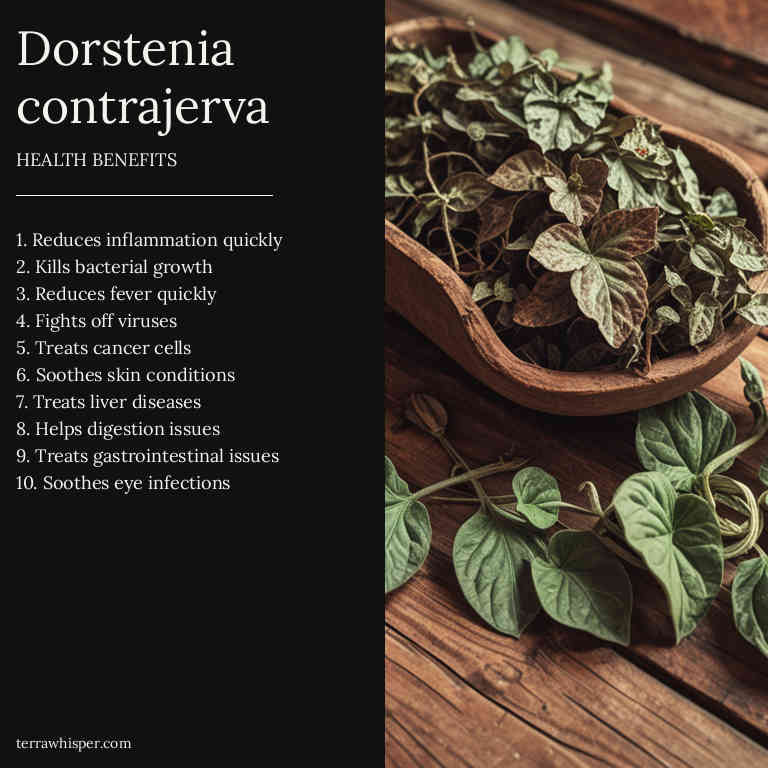 Dorstenia
contrajerva
HEALTH BENEFITS
1. Reduces inflammation quickly
2. Kills bacterial growth
3. Reduces fever quickly
4. Fights off viruses
5. Treats cancer cells
6. Soothes skin conditions
7. Treats liver diseases
8. Helps digestion issues
9. Treats gastrointestinal issues
10. Soothes eye infections
terrawhisper.com